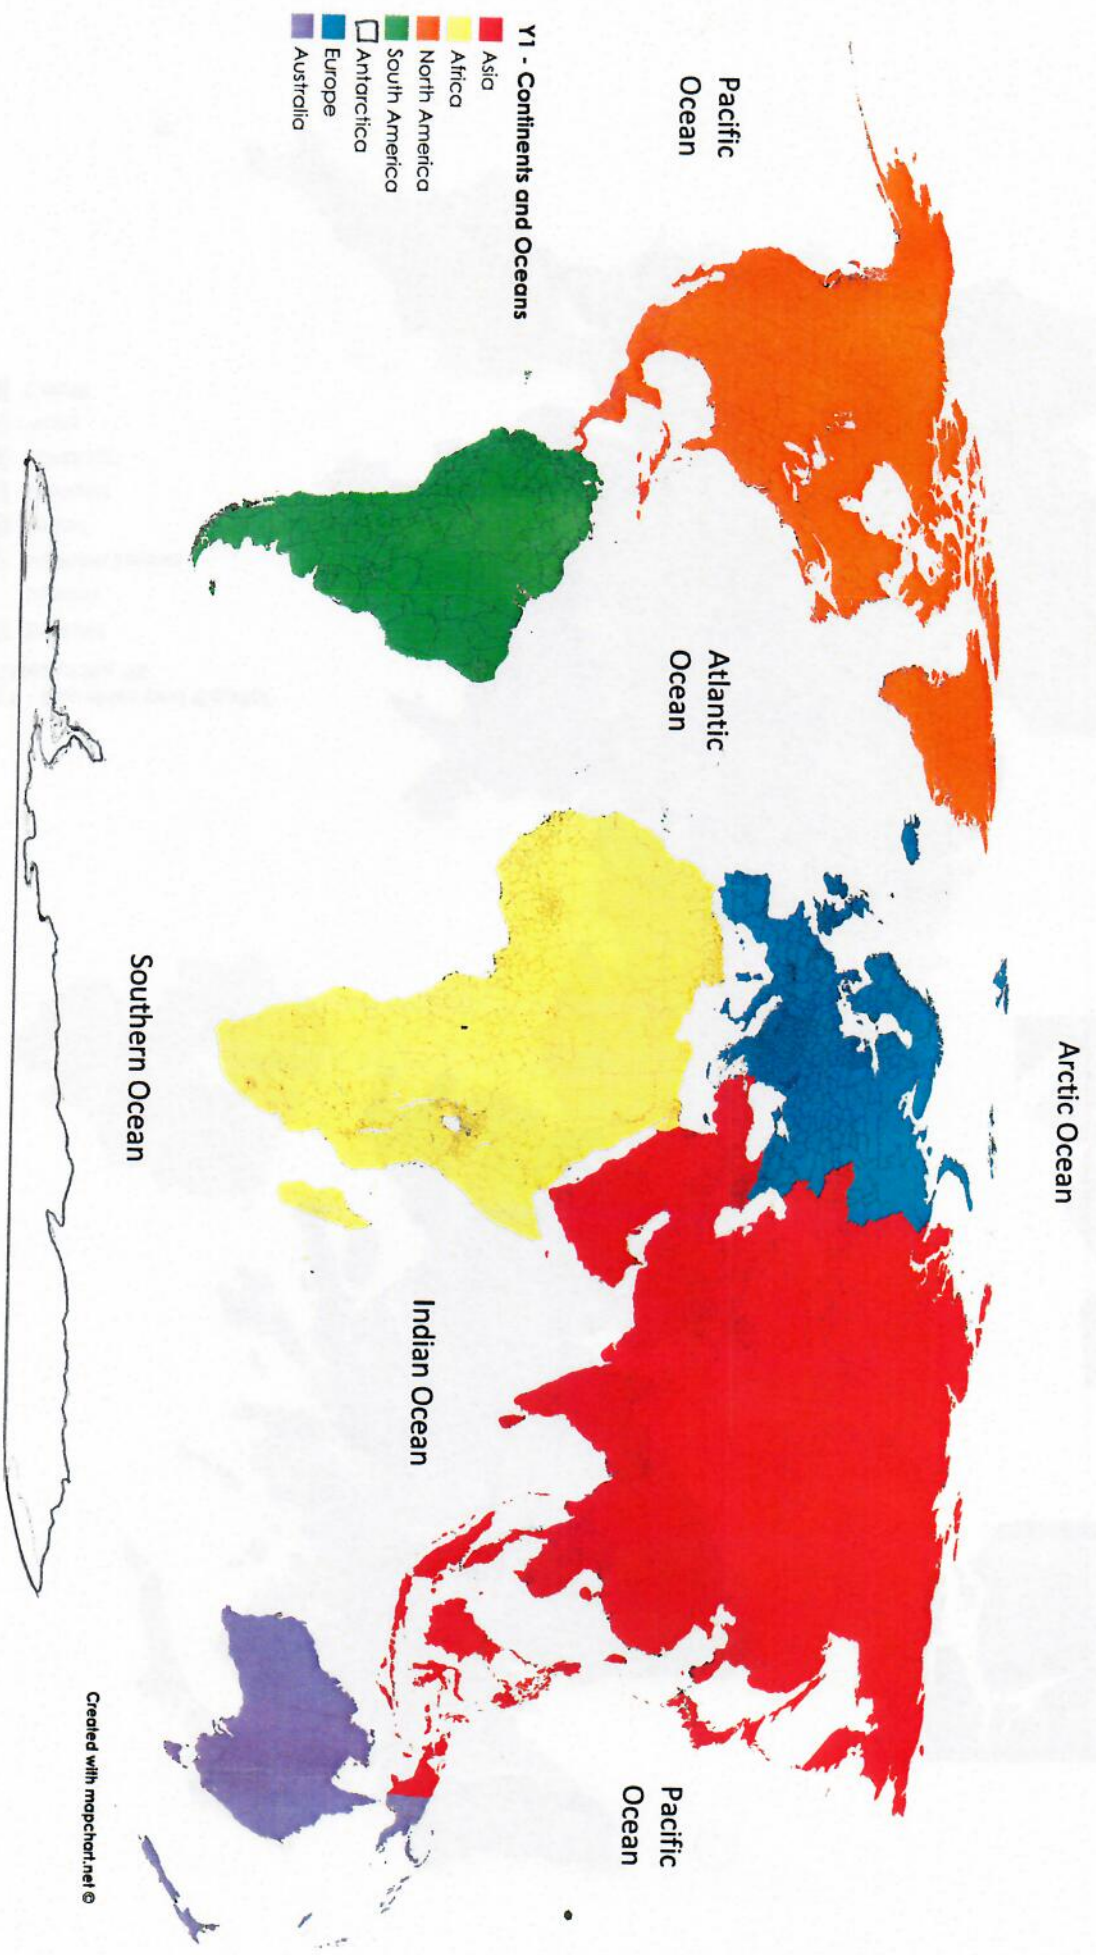 Arctic Ocean
Pacific
Ocean
Atlantic
Ocean
Pacific
Ocean
Indian Ocean
Southern Ocean
Y1 - Continents and Oceans
Asia
Africa
North America
South America
Antarctica
Europe
Australia
Created with mapchart.net ©